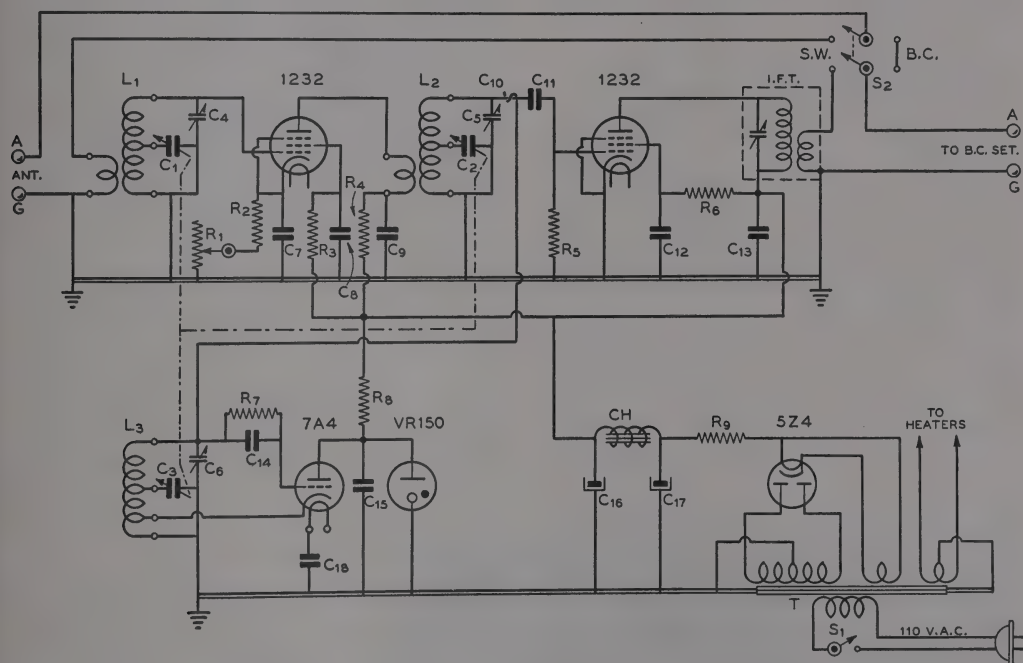 L1
1232
L2
C10
C11
1232
S.W.
B.C.
I.F.T.
S2
C4
C5
A
ANT.
G
C1
C2
A
TO B.C. SET.
G
R4
R1
R2
C7
R3
C8
C9
R5
C12
R6
C13
L3
R7
7A4
R8
VR150
CH
R9
5Z4
TO
HEATERS
C3
C6
C14
C15
C16
C17
C18
T
S1
110 V.A.C.